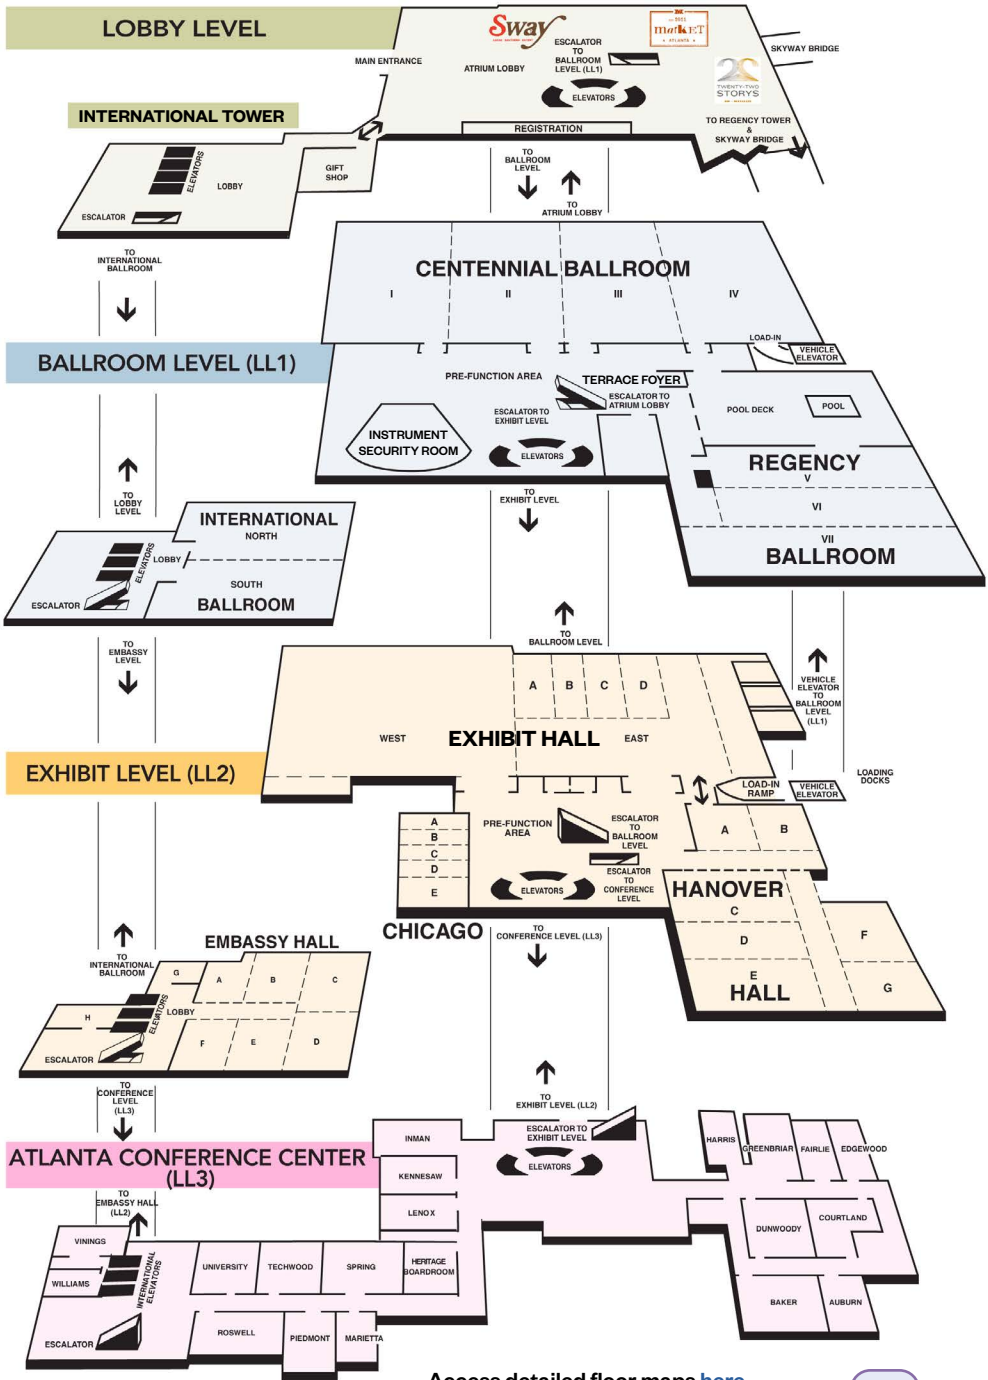 LOBBY LEVEL
Sway
EST. 2011
market
ATLANTA
SKYWAY BRIDGE
MAIN ENTRANCE
ATRIUM LOBBY
ESCALATOR
TO
BALLROOM
LEVEL (LL1)
ELEVATORS
22
TWENTY-TWO
STORYS
INTERNATIONAL TOWER
REGISTRATION
TO REGENCY TOWER
&
SKYWAY BRIDGE
ELEVATORS
LOBBY
GIFT
SHOP
ESCALATOR
TO
BALLROOM
LEVEL
TO
ATRIUM LOBBY
TO
INTERNATIONAL
BALLROOM
CENTENNIAL BALLROOM
I
II
III
IV
BALLROOM LEVEL (LL1)
LOAD-IN
VEHICLE
ELEVATOR
PRE-FUNCTION AREA
TERRACE FOYER
ESCALATOR TO
ATRIUM LOBBY
ESCALATOR TO
EXHIBIT LEVEL
POOL DECK
POOL
INSTRUMENT
SECURITY ROOM
ELEVATORS
REGENCY
V
VI
VII
BALLROOM
TO
LOBBY
LEVEL
TO
EXHIBIT LEVEL
INTERNATIONAL
NORTH
LOBBY
ELEVATORS
SOUTH
BALLROOM
ESCALATOR
TO
EMBASSY
LEVEL
TO
BALLROOM LEVEL
VEHICLE
ELEVATOR
TO
BALLROOM
LEVEL
(LL1)
A
B
C
D
WEST
EXHIBIT HALL
EAST
EXHIBIT LEVEL (LL2)
LOADING
DOCKS
LOAD-IN
RAMP
VEHICLE
ELEVATOR
PRE-FUNCTION
AREA
ESCALATOR
TO
BALLROOM
LEVEL
A
B
C
D
E
A
B
ESCALATOR
TO
CONFERENCE
LEVEL
ELEVATORS
HANOVER
C
D
E
HALL
F
G
CHICAGO
TO
CONFERENCE LEVEL (LL3)
TO
INTERNATIONAL
BALLROOM
EMBASSY HALL
G
A
B
C
H
LOBBY
ELEVATORS
F
E
D
ESCALATOR
TO
CONFERENCE
LEVEL
(LL3)
TO
EXHIBIT LEVEL (LL2)
ATLANTA CONFERENCE CENTER
(LL3)
INMAN
ESCALATOR TO
EXHIBIT LEVEL
ELEVATORS
HARRIS
GREENBRIAR
FAIRLIE
EDGEWOOD
KENNESAW
LENOX
TO
EMBASSY HALL
(LL2)
DUNWOODY
COURTLAND
VININGS
WILLIAMS
INTERNATIONAL
ELEVATORS
UNIVERSITY
TECHWOOD
SPRING
HERITAGE
BOARDROOM
BAKER
AUBURN
ESCALATOR
ROSWELL
PIEDMONT
MARIETTA
Access detailed floor maps here